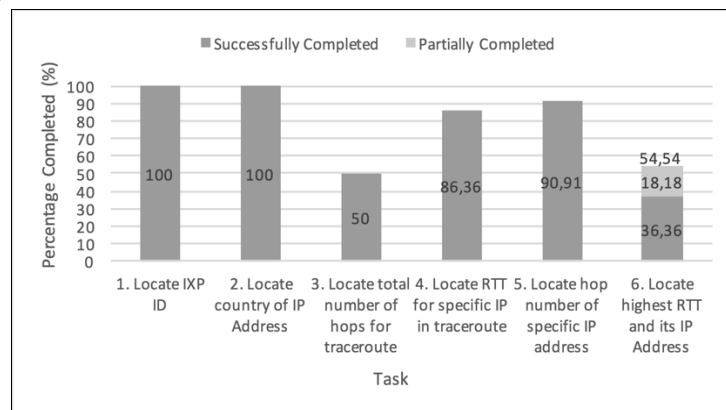 Successfully Completed Partially Completed
Percentage Completed (%)
100
90
80
70
60
50
40
30
20
10
0
100
100
50
86,36
90,91
54,54
18,18
36,36
1. Locate IXP
ID
2. Locate
country of IP
Address
3. Locate total
number of
hops for
traceroute
4. Locate RTT
for specific IP
in traceroute
5. Locate hop
number of
specific IP
address
6. Locate
highest RTT
and its IP
Address
Task